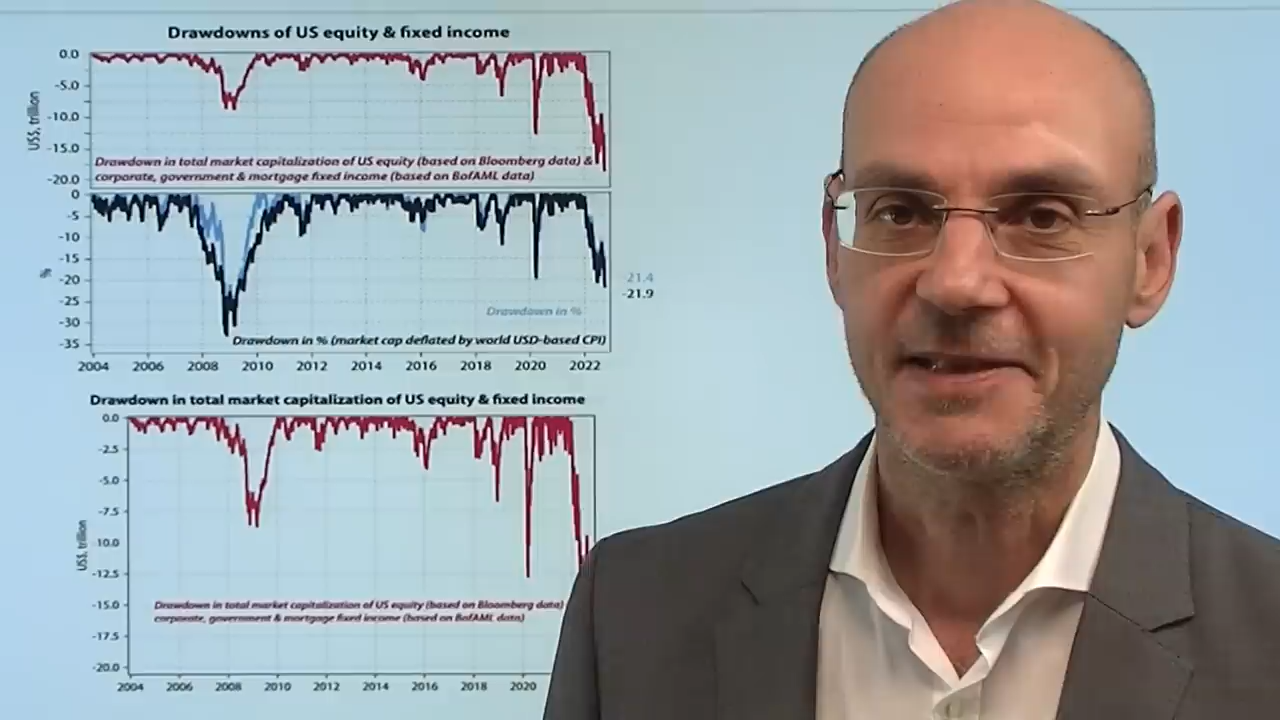 Drawdowns of US equity & fixed income
0.0
-5.0
-10.0
-15.0
-20.0
US$, trillion
Drawdown in total market capitalization of US equity (based on Bloomberg data) &
corporate, government & mortgage fixed income (based on BofAML data)
0
-5
-10
-15
-20
-25
-30
-35
%
21.4
-21.9
Drawdown in %
Drawdown in % (market cap deflated by world USD-based CPI)
2004 2006 2008 2010 2012 2014 2016 2018 2020 2022
Drawdown in total market capitalization of US equity & fixed income
0.0
-2.5
-5.0
-7.5
10.0
-12.5
-15.0
-17.5
-20.0
US$, trillion
Drawdown in total market capitalization of US equity (based on Bloomberg data)
corporate, government & mortgage fixed income (based on BofAML data)
2004 2006 2008 2010 2012 2014 2016 2018 2020